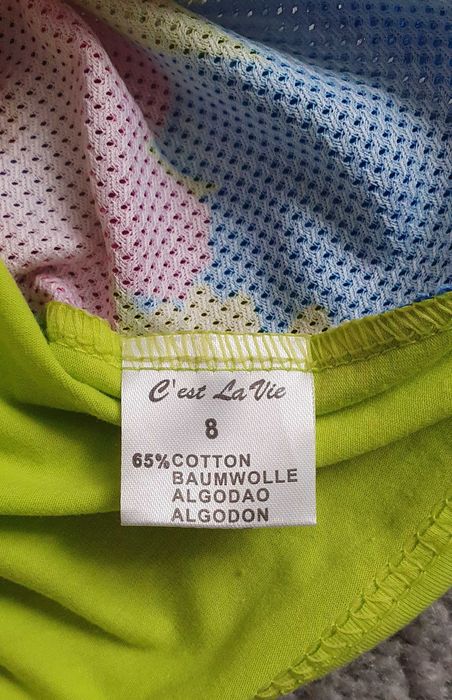 C'est La Vie
8
65% COTTON
BAUMWOLLE
ALGODAO
ALGODON